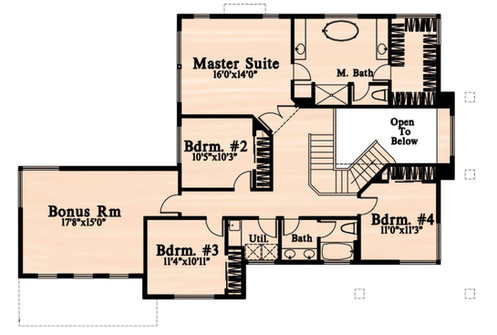 Master Suite
16'0"x14'0"
M. Bath
Open
To
Below
Bdrm. #2
10'5"x10'3"
Bonus Rm
17'8"x15'0"
Bdrm. #4
11'0"x11'3"
Bdrm. #3
11'4"x10'11"
Util.
Bath